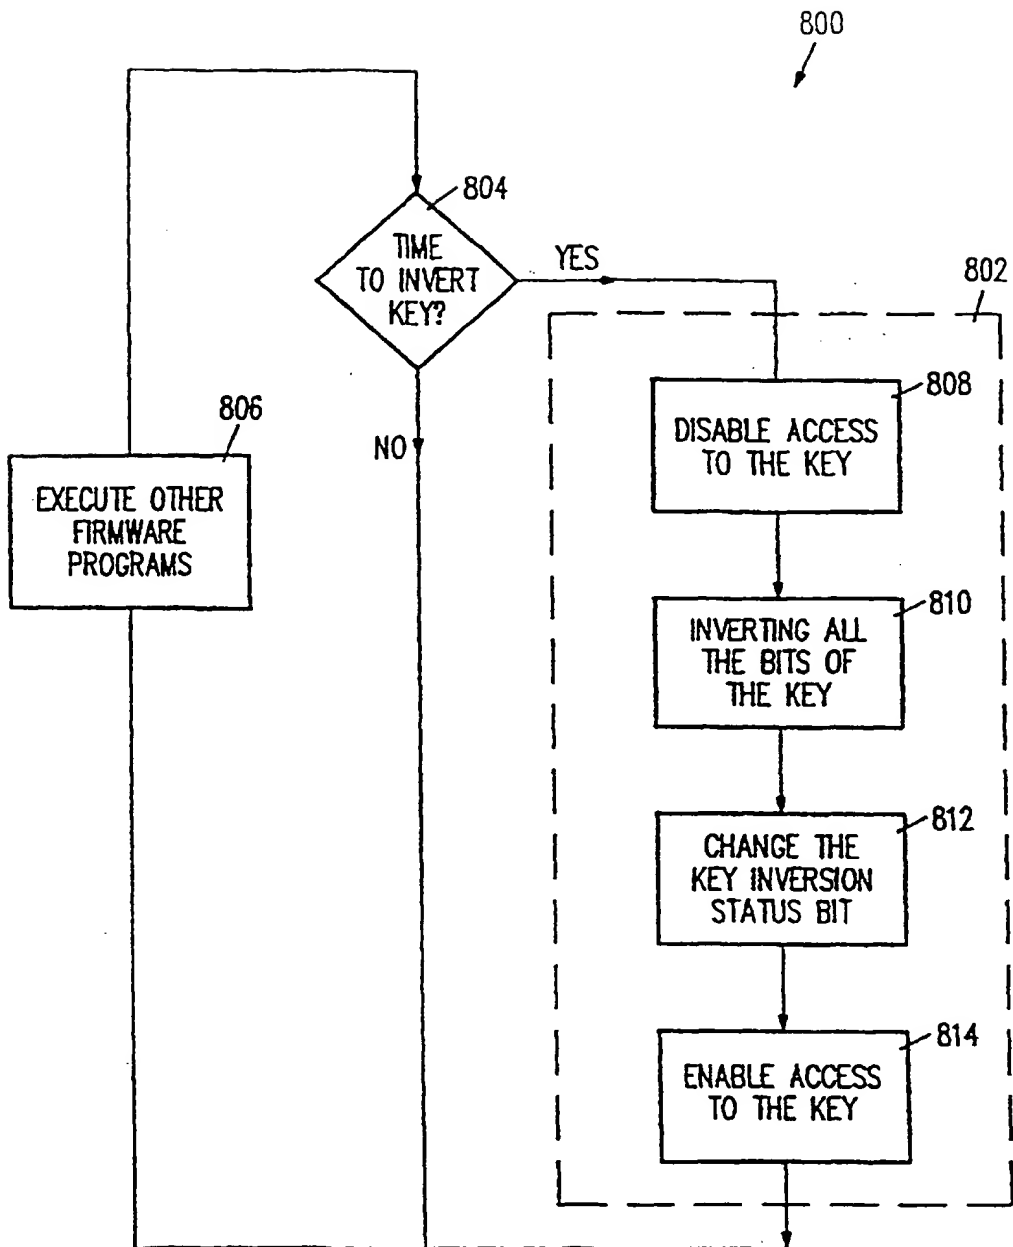 800
804
TIME
TO INVERT
KEY?
YES
802
808
DISABLE ACCESS
TO THE KEY
806
NO
EXECUTE OTHER
FIRMWARE
PROGRAMS
810
INVERTING ALL
THE BITS OF
THE KEY
812
CHANGE THE
KEY INVERSION
STATUS BIT
814
ENABLE ACCESS
TO THE KEY